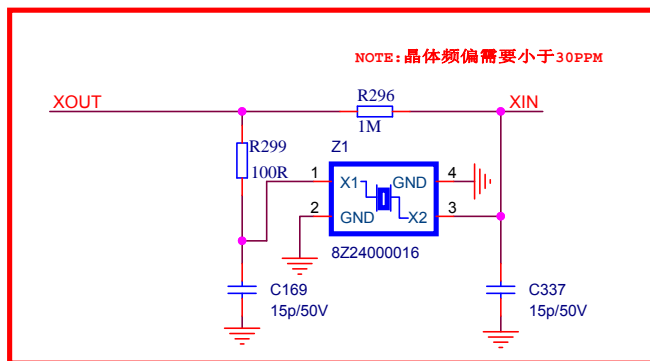 NOTE:晶体频偏需要小于30PPM
XOUT
R296
XIN
1M
R299
100R
Z1
1
X1
GND
4
2
GND
X2
3
8Z24000016
C169
15p/50V
C337
15p/50V